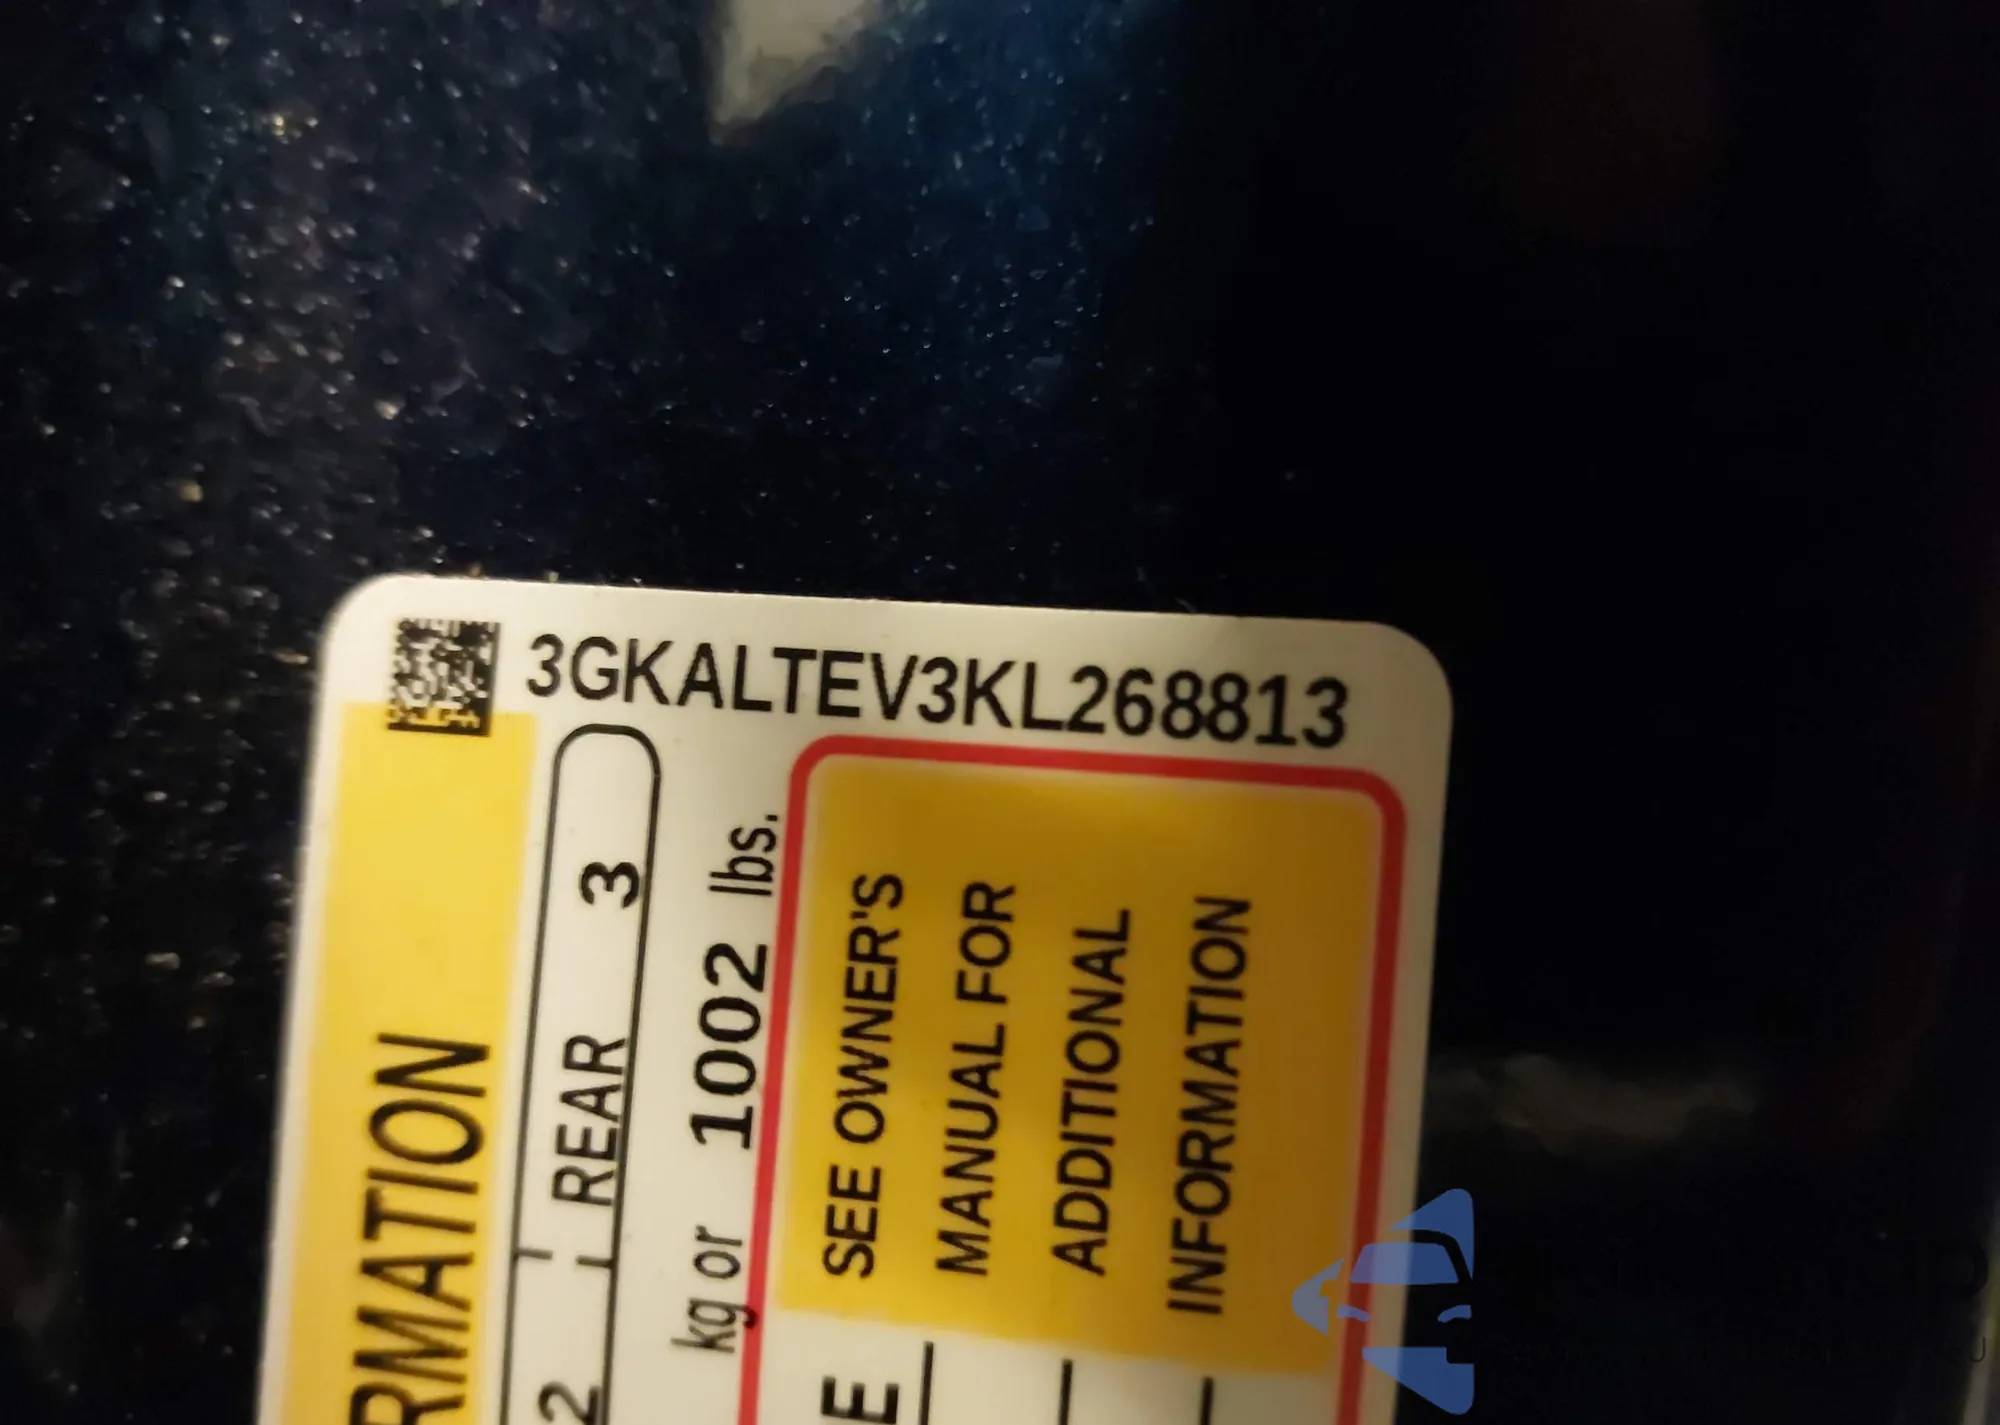 3GKALTEV3KL268813
RMATION
2 REAR 3
kg or 1002 lbs.
SEE OWNER'S
MANUAL FOR
ADDITIONAL
INFORMATION
E